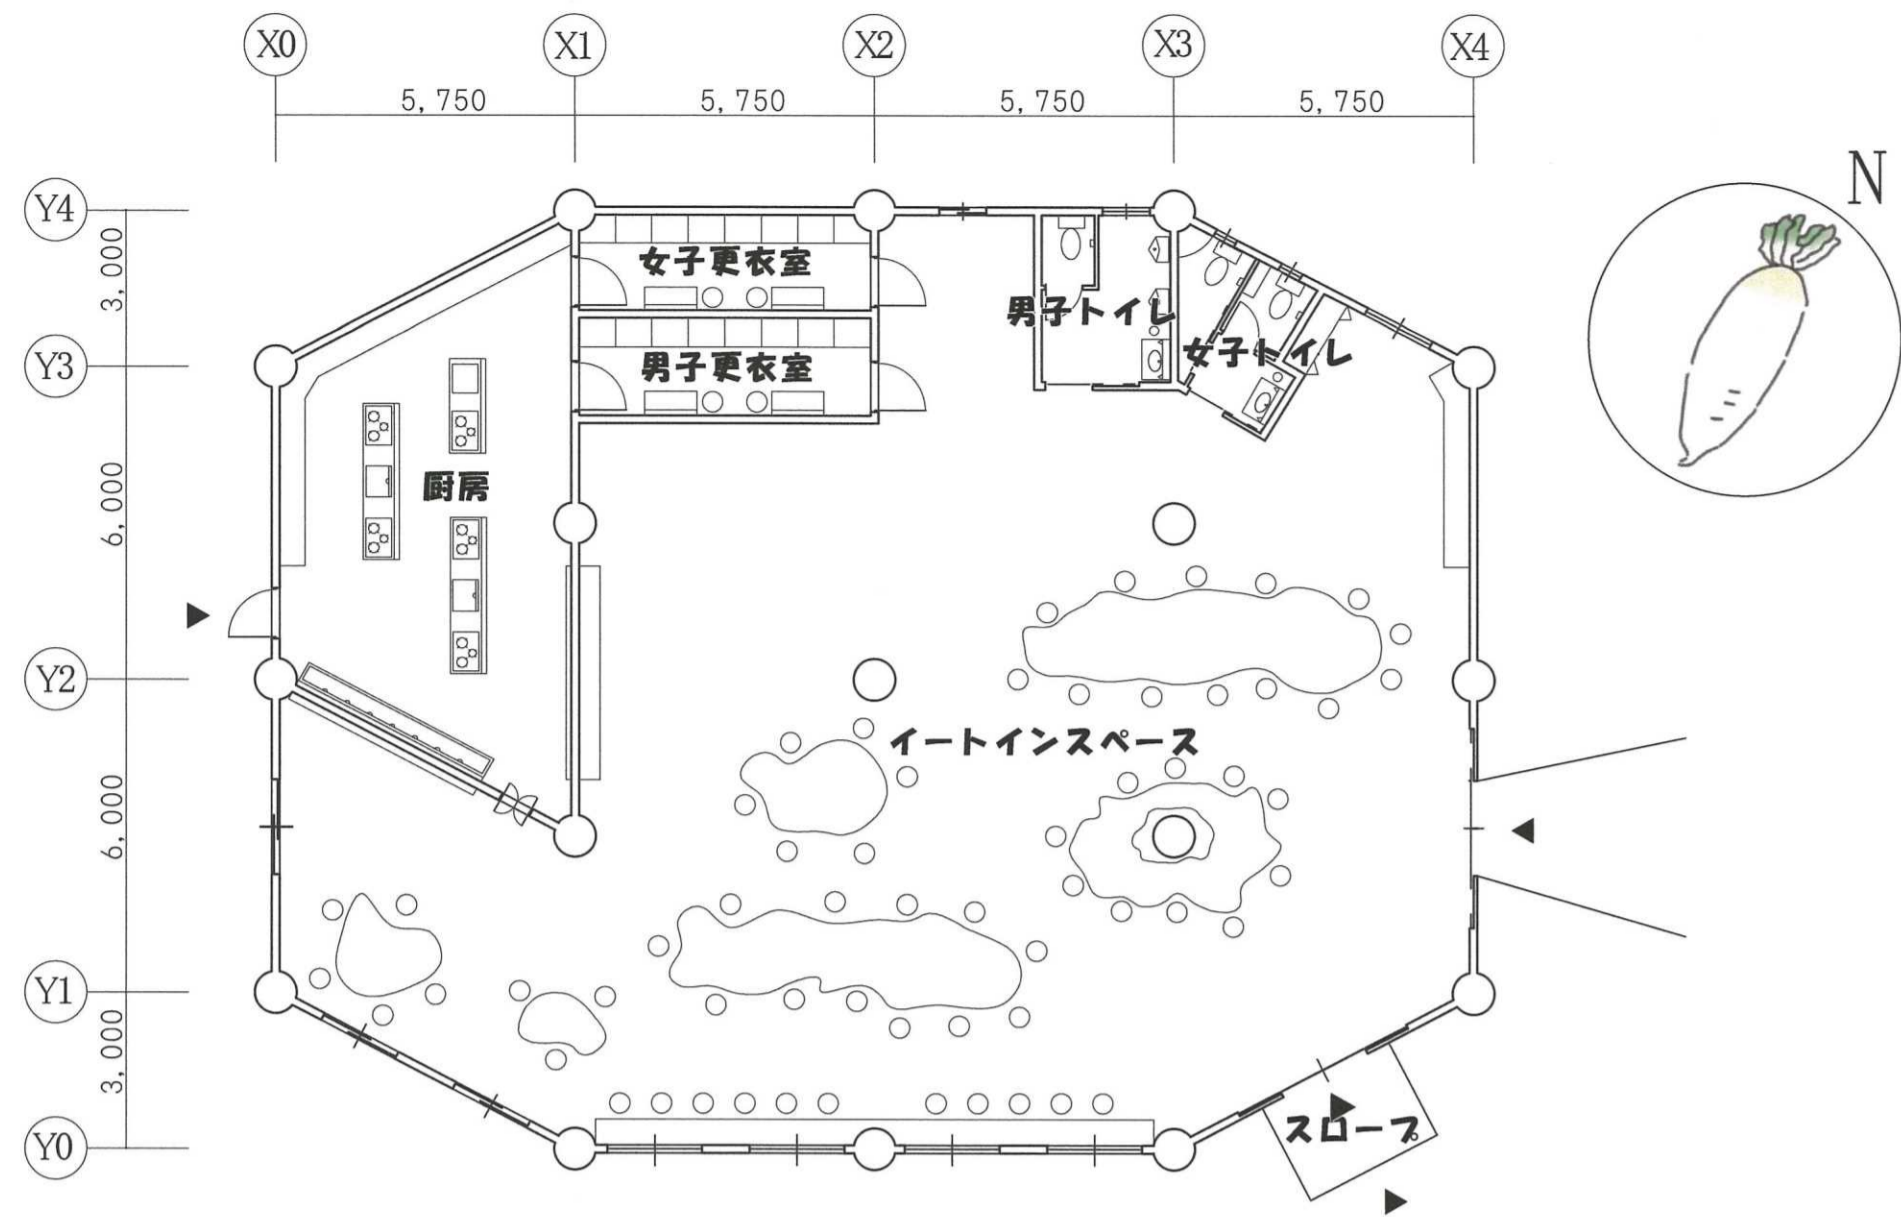 X0 X1 X2 X3 X4
5,750 5,750 5,750 5,750
N
Y4
3,000
女子更衣室
男子トイレ
女子トイレ
Y3
男子更衣室
6,000
厨房
Y2
イートインスペース
6,000
Y1
3,000
スロープ
Y0